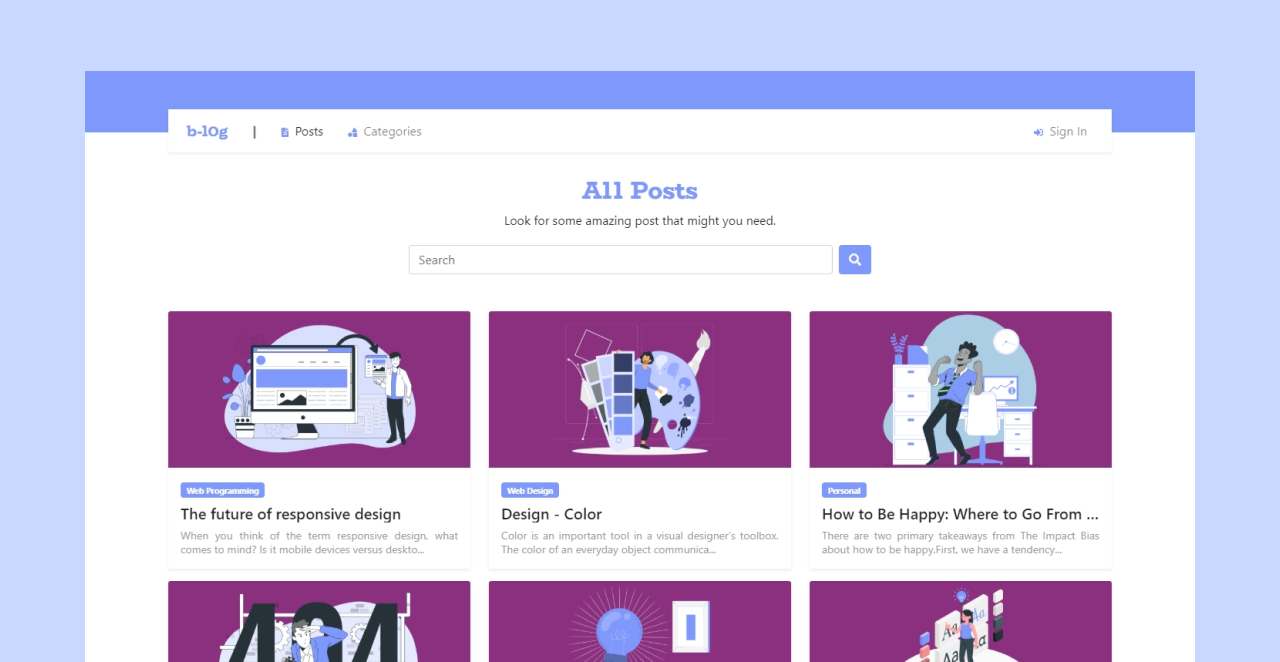 b-l0g | Posts Categories Sign In
All Posts
Look for some amazing post that might you need.
Search
Web Programming
The future of responsive design
When you think of the term responsive design, what
comes to mind? Is it mobile devices versus deskto...
Web Design
Design - Color
Color is an important tool in a visual designer's toolbox.
The color of an everyday object communica...
Personal
How to Be Happy: Where to Go From ...
There are two primary takeaways from The Impact Bias
about how to be happy.First, we have a tendency...
404
Aa
Aa
Aa
Aa